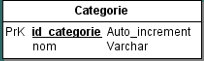 Categorie
PrK id_categorie Auto_increment
nom Varchar